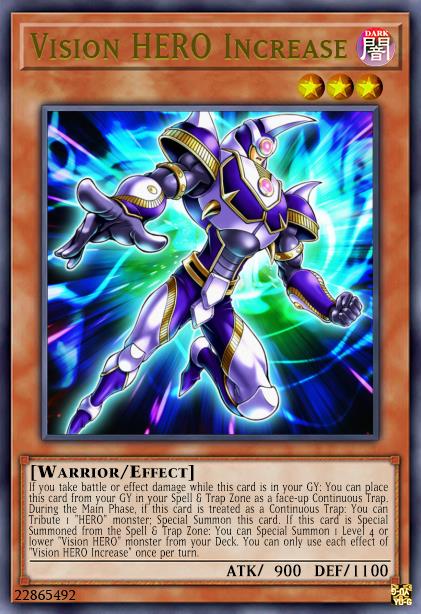 Vision HERO Increase
DARK
闇
[Warrior/Effect]
If you take battle or effect damage while this card is in your GY: You can place
this card from your GY in your Spell & Trap Zone as a face-up Continuous Trap.
During the Main Phase, if this card is treated as a Continuous Trap: You can
Tribute 1 "HERO" monster; Special Summon this card. If this card is Special
Summoned from the Spell & Trap Zone: You can Special Summon 1 Level 4 or
lower "Vision HERO" monster from your Deck. You can only use each effect of
"Vision HERO Increase" once per turn.
ATK/ 900 DEF/1100
22865492